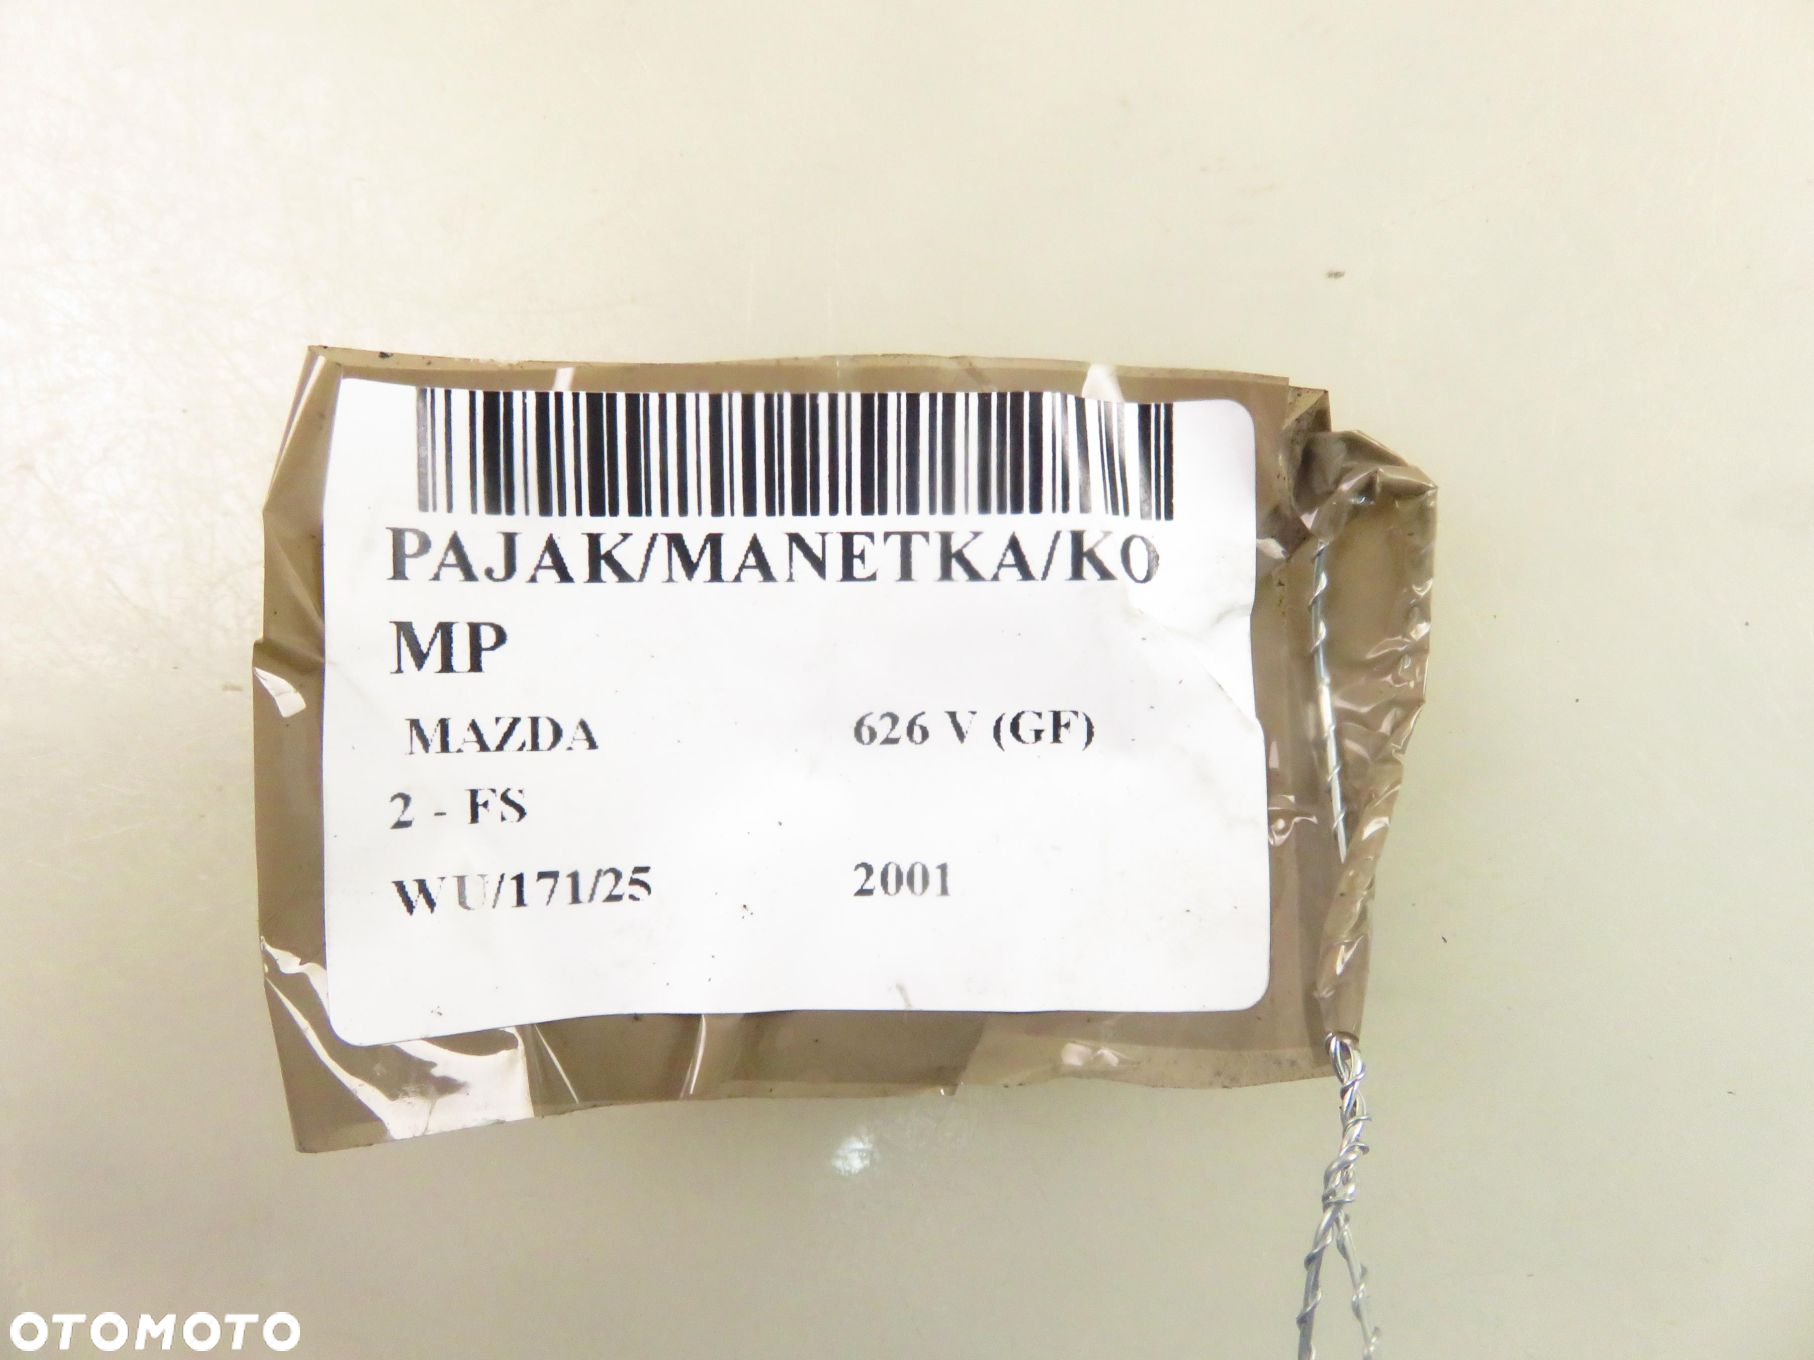 PAJAK/MANETKA/KO
MP
MAZDA 626 V (GF)
2 - FS
WU/171/25 2001
OTOMOTO